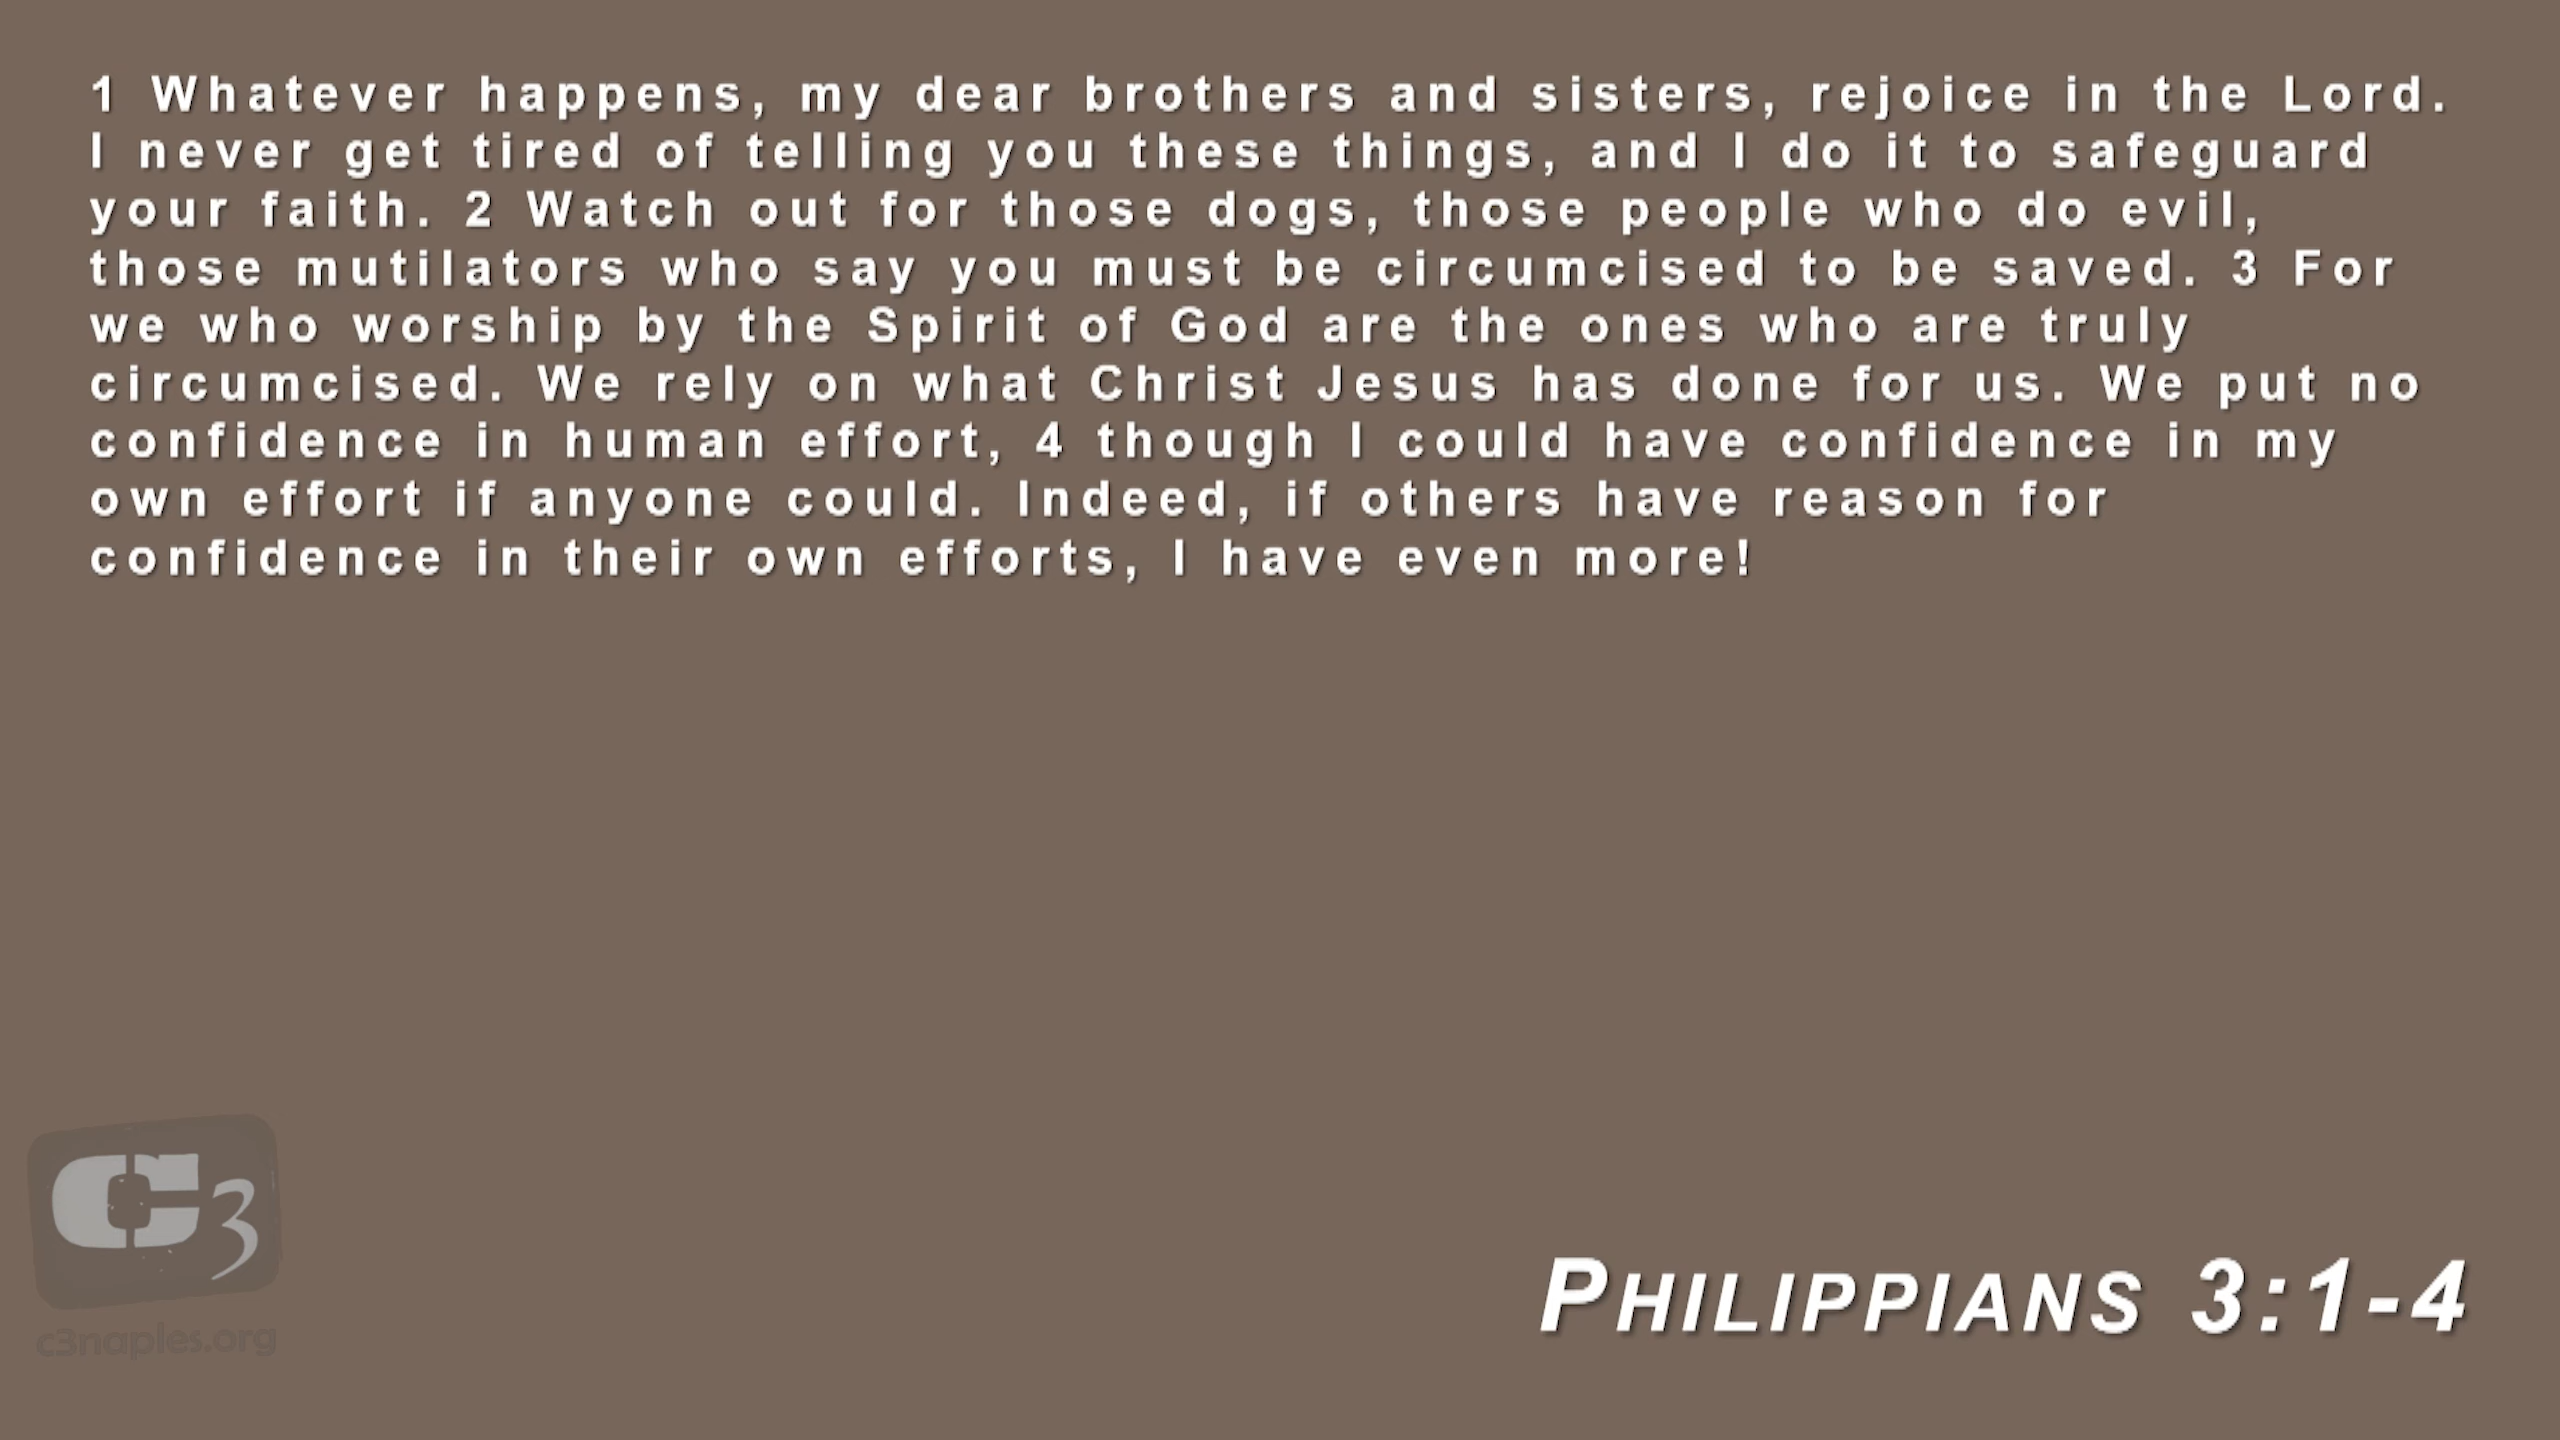 1 Whatever happens, my dear brothers and sisters, rejoice in the Lord.
I never get tired of telling you these things, and I do it to safeguard
your faith. 2 Watch out for those dogs, those people who do evil,
those mutilators who say you must be circumcised to be saved. 3 For
we who worship by the Spirit of God are the ones who are truly
circumcised. We rely on what Christ Jesus has done for us. We put no
confidence in human effort, 4 though I could have confidence in my
own effort if anyone could. Indeed, if others have reason for
confidence in their own efforts, I have even more!
C3
c3naples.org
PHILIPPIANS 3:1-4